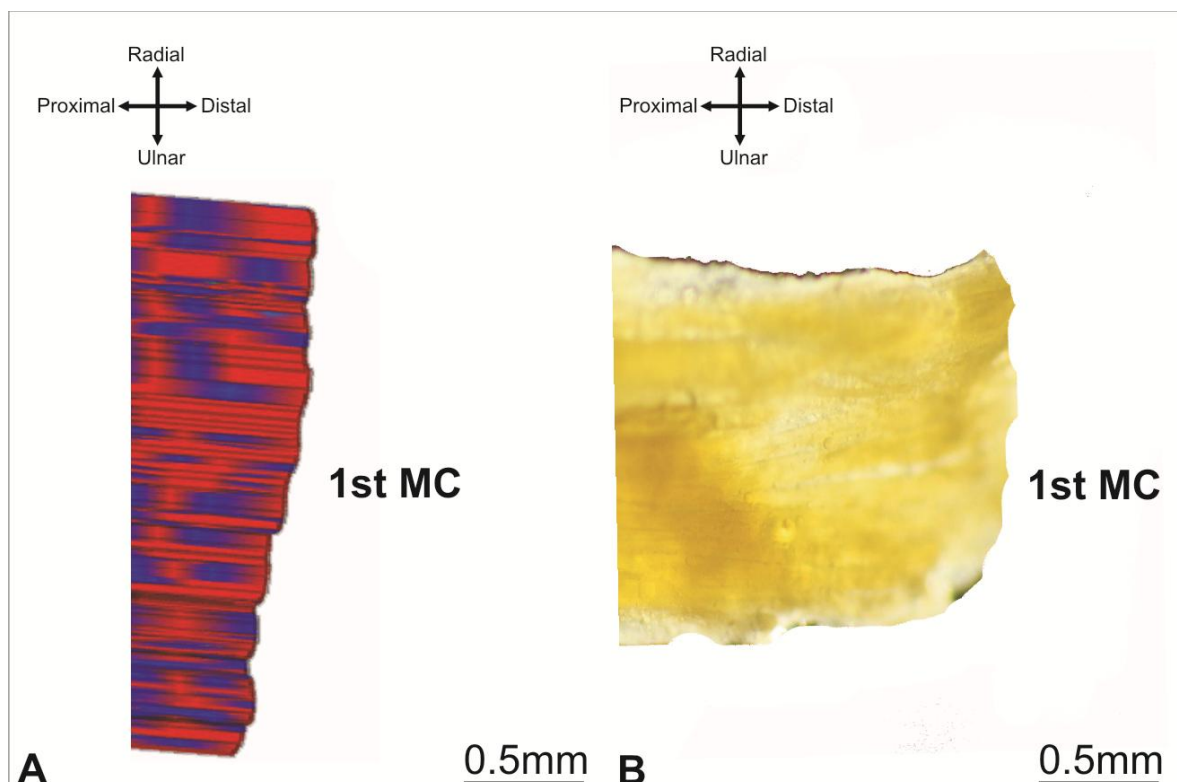 Radial
Proximal Distal
Ulnar
1st MC
A
0.5mm
Radial
Proximal Distal
Ulnar
1st MC
B
0.5mm